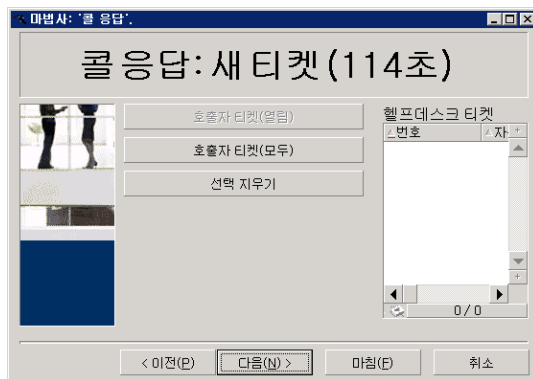 마법사: '콜 응답'.
콜 응답: 새 티켓 (114초)
호출자 티켓(열림)
호출자 티켓(모두)
선택 지우기
헬프데스크 티켓
번호
자
0 / 0
< 이전(P)
다음(N) >
마침(F)
취소